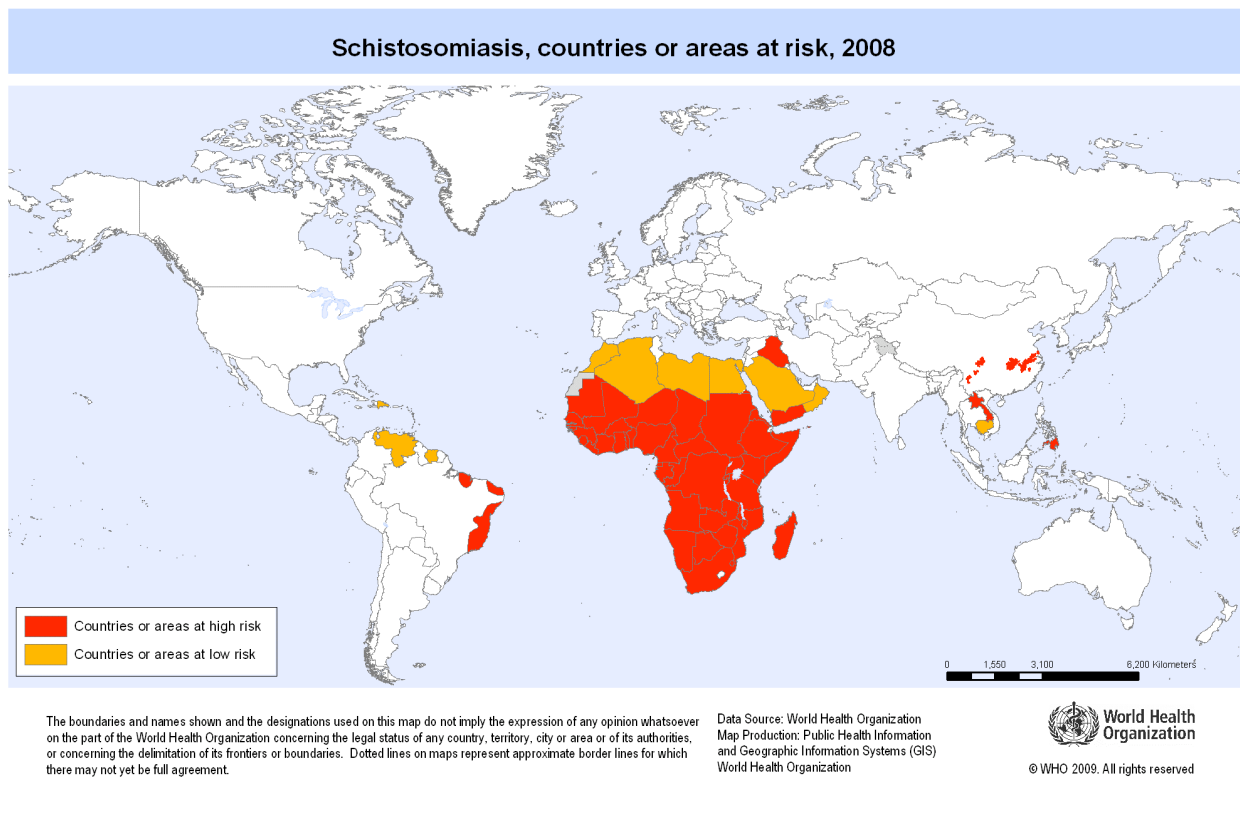 Schistosomiasis, countries or areas at risk, 2008
Countries or areas at high risk
Countries or areas at low risk
0 1,550 3,100 6,200 Kilometers
The boundaries and names shown and the designations used on this map do not imply the expression of any opinion whatsoever
on the part of the World Health Organization concerning the legal status of any country, territory, city or area or of its authorities,
or concerning the delimitation of its frontiers or boundaries.  Dotted lines on maps represent approximate border lines for which
there may not yet be full agreement.
Data Source: World Health Organization
Map Production: Public Health Information
and Geographic Information Systems (GIS)
World Health Organization
World Health
Organization
© WHO 2009. All rights reserved